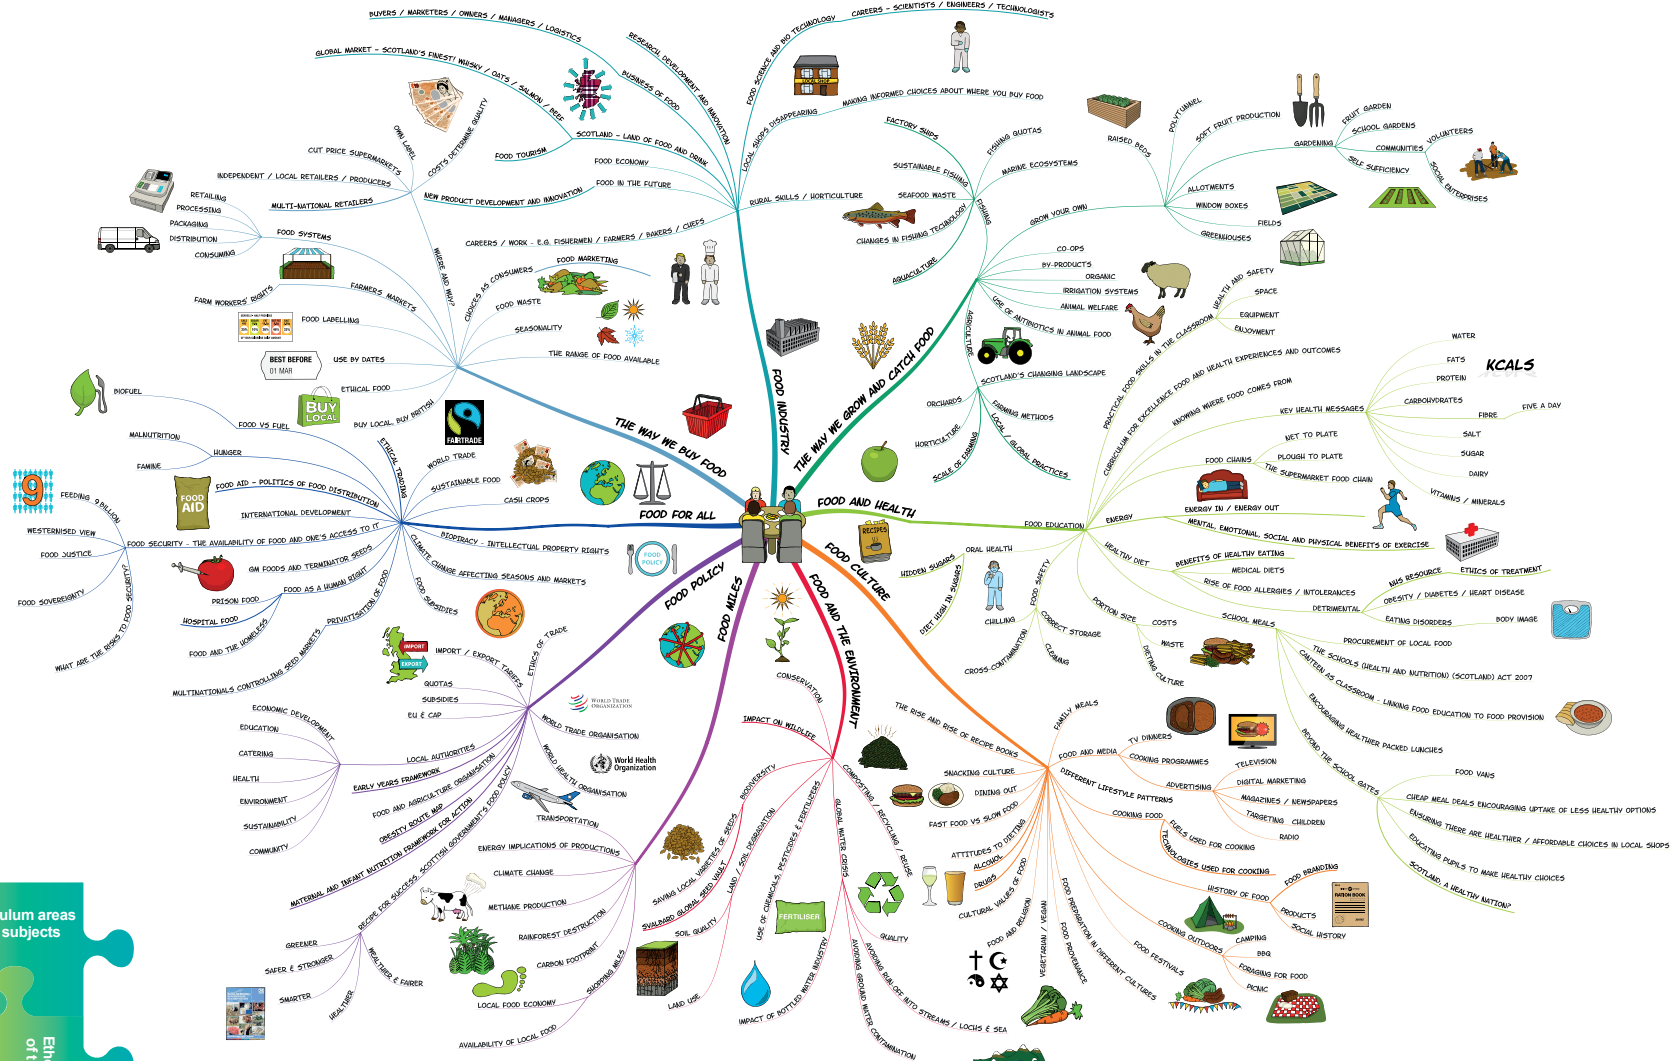 BUYERS / MARKETERS / OWNERS / MANAGERS / LOGISTICS
GLOBAL MARKET – SCOTLAND'S FINEST! WHISKY / OATS / SALMON / BEEF
RESEARCH, DEVELOPMENT AND INNOVATION
BUSINESS OF FOOD
FOOD SCIENCE AND BIO TECHNOLOGY
CAREERS – SCIENTISTS / ENGINEERS / TECHNOLOGISTS
LOCAL SHOP
LOCAL SHOPS DISAPPEARING
MAKING INFORMED CHOICES ABOUT WHERE YOU BUY FOOD
SCOTLAND – LAND OF FOOD AND DRINK
FOOD TOURISM
FOOD ECONOMY
FOOD IN THE FUTURE
NEW PRODUCT DEVELOPMENT AND INNOVATION
RURAL SKILLS / HORTICULTURE
CAREERS / WORK – E.G. FISHERMEN / FARMERS / BAKERS / CHEFS
FOOD INDUSTRY
OWN LABEL
COSTS DETERMINE QUALITY
CUT PRICE SUPERMARKETS
INDEPENDENT / LOCAL RETAILERS / PRODUCERS
MULTI-NATIONAL RETAILERS
WHERE AND WAY?
RETAILING
PROCESSING
PACKAGING
DISTRIBUTION
CONSUMING
FOOD SYSTEMS
FARM WORKERS' RIGHTS
FARMERS MARKETS
FOOD LABELLING
BEST BEFORE
01 MAR
USE BY DATES
ETHICAL FOOD
BUY LOCAL
BUY LOCAL, BUY BRITISH
CHOICES AS CONSUMERS
FOOD MARKETING
FOOD WASTE
SEASONALITY
THE RANGE OF FOOD AVAILABLE
THE WAY WE BUY FOOD
FACTORY SHIPS
FISHING QUOTAS
SUSTAINABLE FISHING
MARINE ECOSYSTEMS
SEAFOOD WASTE
CHANGES IN FISHING TECHNOLOGY
AQUACULTURE
FISHING
GROW YOUR OWN
RAISED BEDS
POLYTUNNEL
SOFT FRUIT PRODUCTION
GARDENING
FRUIT GARDEN
SCHOOL GARDENS
COMMUNITIES
VOLUNTEERS
SOCIAL ENTERPRISES
SELF SUFFICIENCY
ALLOTMENTS
WINDOW BOXES
FIELDS
GREENHOUSES
CO-OPS
BY-PRODUCTS
ORGANIC
IRRIGATION SYSTEMS
ANIMAL WELFARE
USE OF ANTIBIOTICS IN ANIMAL FOOD
AGRICULTURE
SCOTLAND'S CHANGING LANDSCAPE
ORCHARDS
FARMING METHODS
HORTICULTURE
LOCAL / GLOBAL PRACTICES
SCALE OF FARMING
THE WAY WE GROW AND CATCH FOOD
PRACTICAL FOOD SKILLS IN THE CLASSROOM
HEALTH AND SAFETY
SPACE
EQUIPMENT
ENJOYMENT
CURRICULUM FOR EXCELLENCE FOOD AND HEALTH EXPERIENCES AND OUTCOMES
KNOWING WHERE FOOD COMES FROM
KEY HEALTH MESSAGES
WATER
FATS
PROTEIN
CARBOHYDRATES
FIBRE
FIVE A DAY
SALT
SUGAR
DAIRY
VITAMINS / MINERALS
KCALS
FOOD CHAINS
NET TO PLATE
PLOUGH TO PLATE
THE SUPERMARKET FOOD CHAIN
ENERGY
ENERGY IN / ENERGY OUT
MENTAL, EMOTIONAL, SOCIAL AND PHYSICAL BENEFITS OF EXERCISE
HEALTHY DIET
BENEFITS OF HEALTHY EATING
MEDICAL DIETS
RISE OF FOOD ALLERGIES / INTOLERANCES
DETRIMENTAL
NHS RESOURCE
ETHICS OF TREATMENT
OBESITY / DIABETES / HEART DISEASE
EATING DISORDERS
BODY IMAGE
FOOD EDUCATION
FOOD AND HEALTH
RECIPES
ORAL HEALTH
HIDDEN SUGARS
DIET HIGH IN SUGARS
FOOD SAFETY
CHILLING
CORRECT STORAGE
CROSS-CONTAMINATION
CLEANING
PORTION SIZE
COSTS
WASTE
DIETING CULTURE
SCHOOL MEALS
PROCUREMENT OF LOCAL FOOD
THE SCHOOLS (HEALTH AND NUTRITION) (SCOTLAND) ACT 2007
CANTEEN AS CLASSROOM – LINKING FOOD EDUCATION TO FOOD PROVISION
ENCOURAGING HEALTHIER PACKED LUNCHES
BEYOND THE SCHOOL GATES
FOOD VANS
CHEAP MEAL DEALS ENCOURAGING UPTAKE OF LESS HEALTHY OPTIONS
ENSURING THERE ARE HEALTHIER / AFFORDABLE CHOICES IN LOCAL SHOPS
EDUCATING PUPILS TO MAKE HEALTHY CHOICES
SCOTLAND, A HEALTHY NATION?
BIOFUEL
FOOD VS FUEL
MALNUTRITION
HUNGER
FAMINE
ETHICAL TRADING
FAIRTRADE
WORLD TRADE
SUSTAINABLE FOOD
CASH CROPS
FOOD AID
FOOD AID – POLITICS OF FOOD DISTRIBUTION
INTERNATIONAL DEVELOPMENT
9
FEEDING 9 BILLION
WESTERNISED VIEW
FOOD JUSTICE
FOOD SOVEREIGNTY
WHAT ARE THE RISKS TO FOOD SECURITY?
FOOD SECURITY – THE AVAILABILITY OF FOOD AND ONE'S ACCESS TO IT
GM FOODS AND TERMINATOR SEEDS
FOOD AS A HUMAN RIGHT
PRISON FOOD
HOSPITAL FOOD
FOOD AND THE HOMELESS
PRIVATISATION OF FOOD
MULTINATIONALS CONTROLLING SEED MARKETS
BIOPIRACY – INTELLECTUAL PROPERTY RIGHTS
CLIMATE CHANGE AFFECTING SEASONS AND MARKETS
FOOD SUBSIDIES
FOOD FOR ALL
FOOD POLICY
FOOD POLICY
IMPORT
EXPORT
IMPORT / EXPORT TARIFFS
ETHICS OF TRADE
QUOTAS
SUBSIDIES
EU & CAP
WORLD TRADE ORGANIZATION
WORLD TRADE ORGANISATION
World Health Organization
WORLD HEALTH ORGANISATION
ECONOMIC DEVELOPMENT
EDUCATION
CATERING
HEALTH
ENVIRONMENT
SUSTAINABILITY
COMMUNITY
LOCAL AUTHORITIES
EARLY YEARS FRAMEWORK
FOOD AND AGRICULTURE ORGANISATION
OBESITY ROUTE MAP
MATERNAL AND INFANT NUTRITION FRAMEWORK FOR ACTION
RECIPE FOR SUCCESS, SCOTTISH GOVERNMENT'S FOOD POLICY
GREENER
SAFER & STRONGER
SMARTER
HEALTHIER
WEALTHIER & FAIRER
FOOD MILES
TRANSPORTATION
ENERGY IMPLICATIONS OF PRODUCTIONS
CLIMATE CHANGE
METHANE PRODUCTION
RAINFOREST DESTRUCTION
CARBON FOOTPRINT
SHOPPING MILES
LOCAL FOOD ECONOMY
AVAILABILITY OF LOCAL FOOD
FOOD AND THE ENVIRONMENT
CONSERVATION
IMPACT ON WILDLIFE
BIODIVERSITY
SAVING LOCAL VARIETIES OF SEEDS
SVALBARD GLOBAL SEED VAULT
LAND / SOIL DEGRADATION
SOIL QUALITY
LAND USE
USE OF CHEMICALS, PESTICIDES & FERTILIZERS
FERTILISER
GLOBAL WATER CRISIS
IMPACT OF BOTTLED WATER INDUSTRY
QUALITY
AVOIDING RUN-OFF INTO STREAMS / LOCHS & SEA
AVOIDING GROUND WATER CONTAMINATION
COMPOSTING / RECYCLING / REUSE
FOOD CULTURE
THE RISE AND RISE OF RECIPE BOOKS
SNACKING CULTURE
DINING OUT
FAST FOOD VS SLOW FOOD
ATTITUDES TO DIETING
ALCOHOL
DRUGS
CULTURAL VALUES OF FOOD
FOOD AND RELIGION
VEGETARIAN / VEGAN
FOOD PROVENANCE
FOOD PREPARATION IN DIFFERENT CULTURES
FAMILY MEALS
FOOD AND MEDIA
TV DINNERS
COOKING PROGRAMMES
ADVERTISING
TELEVISION
DIGITAL MARKETING
MAGAZINES / NEWSPAPERS
TARGETING CHILDREN
RADIO
DIFFERENT LIFESTYLE PATTERNS
COOKING FOOD
FUELS USED FOR COOKING
TECHNOLOGIES USED FOR COOKING
HISTORY OF FOOD
FOOD BRANDING
PRODUCTS
SOCIAL HISTORY
RATION BOOK
COOKING OUTDOORS
CAMPING
BBQ
FORAGING FOR FOOD
PICNIC
FOOD FESTIVALS
ulum areas
subjects